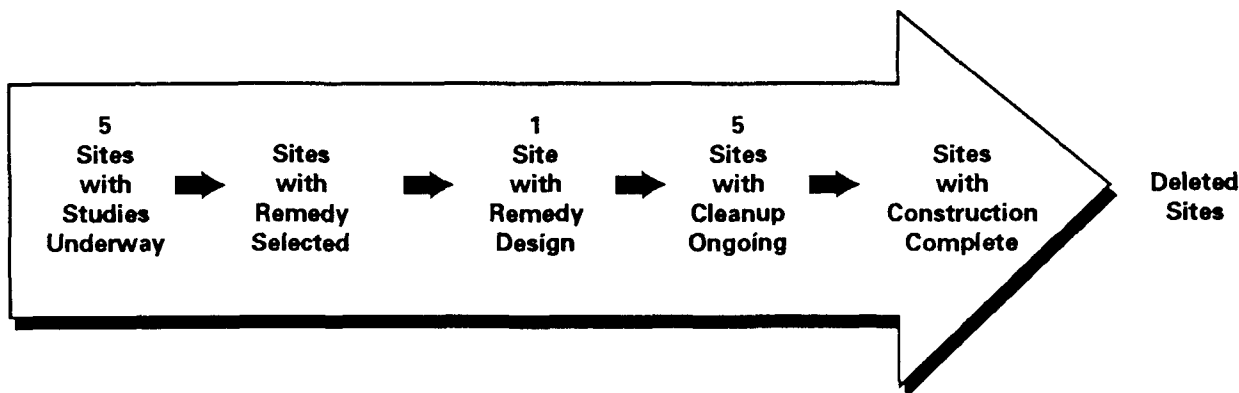 5
Sites
with
Studies
Underway
Sites
with
Remedy
Selected
1
Site
with
Remedy
Design
5
Sites
with
Cleanup
Ongoing
Sites
with
Construction
Complete
Deleted
Sites